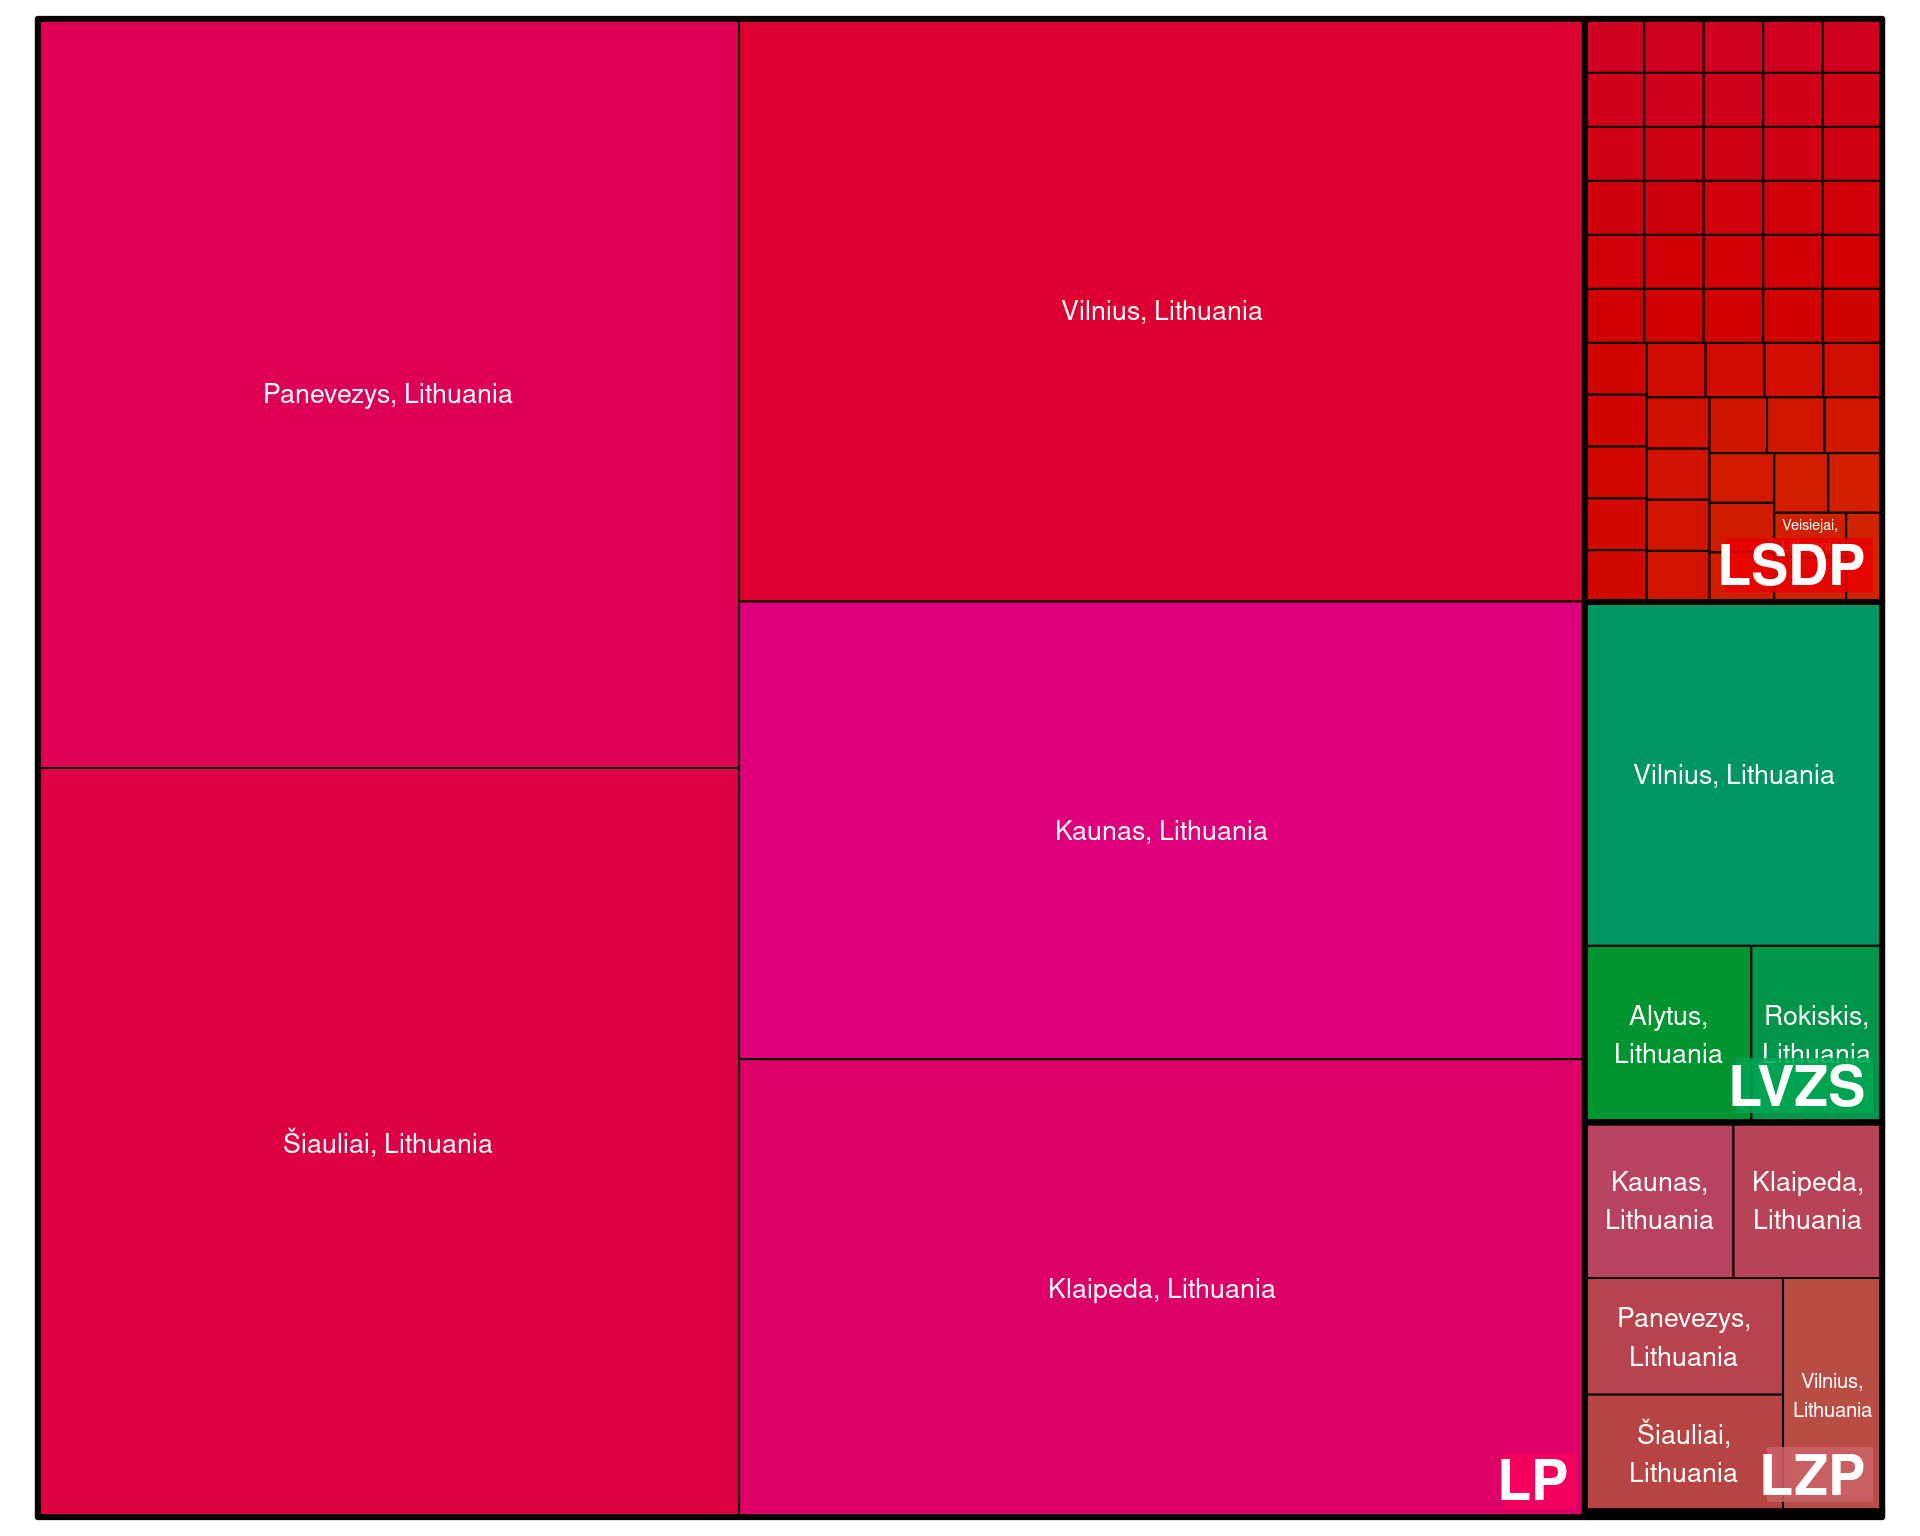 Panevezys, Lithuania
Šiauliai, Lithuania
Vilnius, Lithuania
Kaunas, Lithuania
Klaipeda, Lithuania
LP
Veisiejai,
LSDP
Vilnius, Lithuania
Alytus,
Lithuania
Rokiskis,
Lithuania
LVZS
Kaunas,
Lithuania
Klaipeda,
Lithuania
Panevezys,
Lithuania
Šiauliai,
Lithuania
Vilnius,
Lithuania
LZP